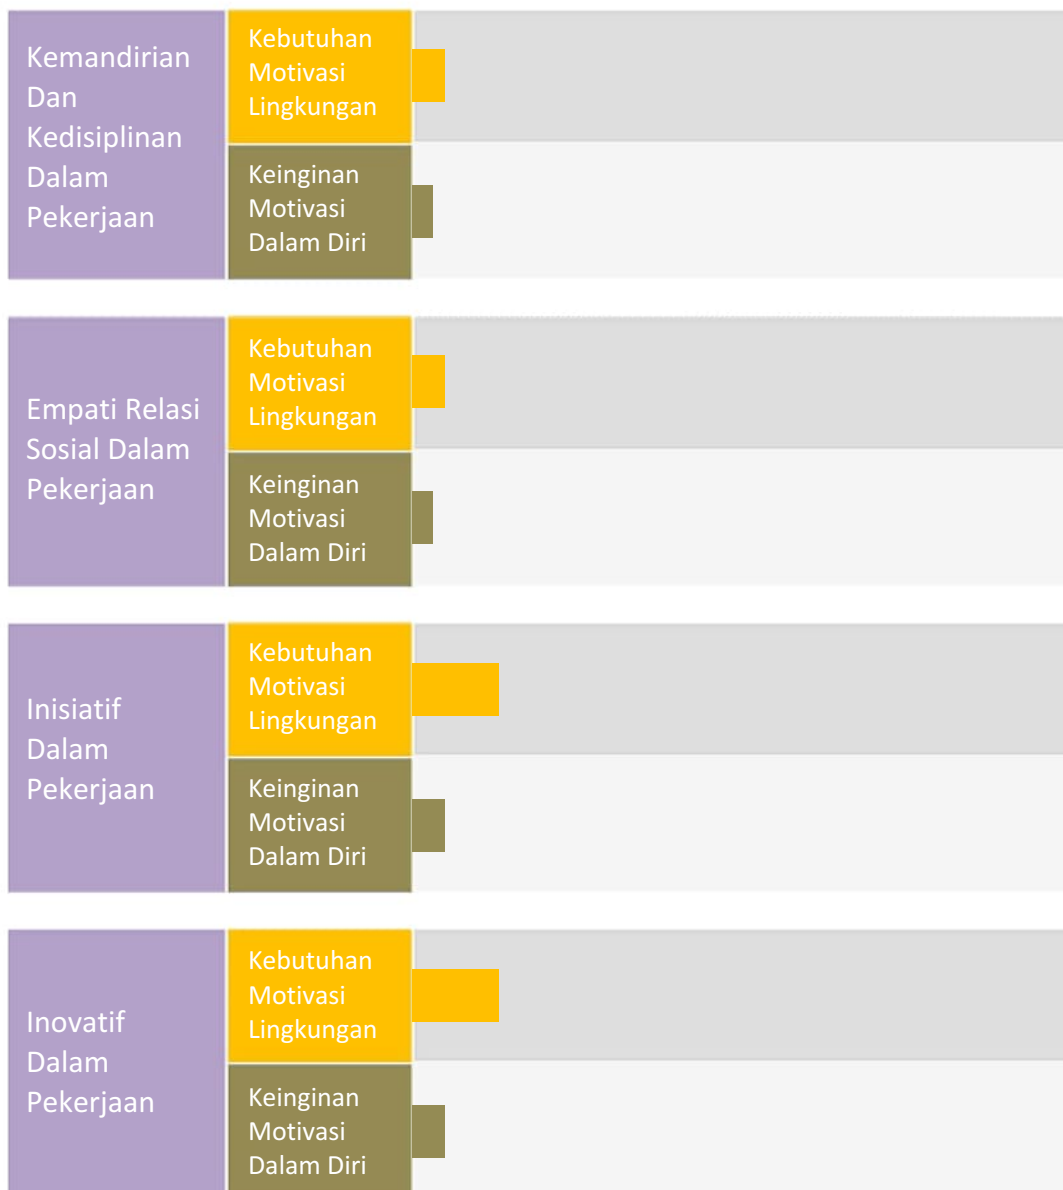 Kemandirian
Dan
Kedisiplinan
Dalam
Pekerjaan
Kebutuhan
Motivasi
Lingkungan
Keinginan
Motivasi
Dalam Diri
Empati Relasi
Sosial Dalam
Pekerjaan
Kebutuhan
Motivasi
Lingkungan
Keinginan
Motivasi
Dalam Diri
Inisiatif
Dalam
Pekerjaan
Kebutuhan
Motivasi
Lingkungan
Keinginan
Motivasi
Dalam Diri
Inovatif
Dalam
Pekerjaan
Kebutuhan
Motivasi
Lingkungan
Keinginan
Motivasi
Dalam Diri